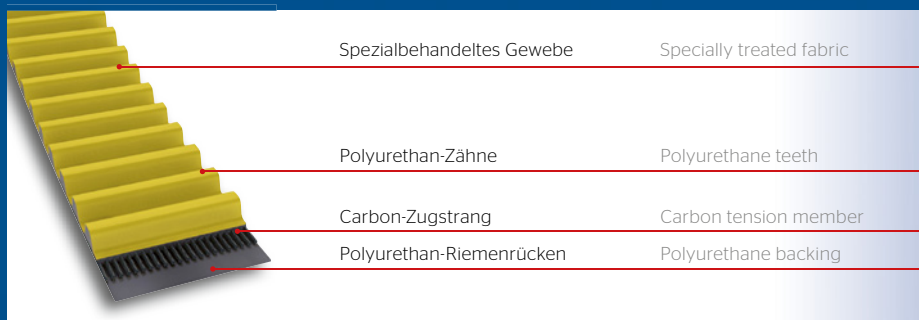 Spezialbehandeltes Gewebe Specially treated fabric
Polyurethan-Zähne Polyurethane teeth
Carbon-Zugstrang Carbon tension member
Polyurethan-Riemenrücken Polyurethane backing